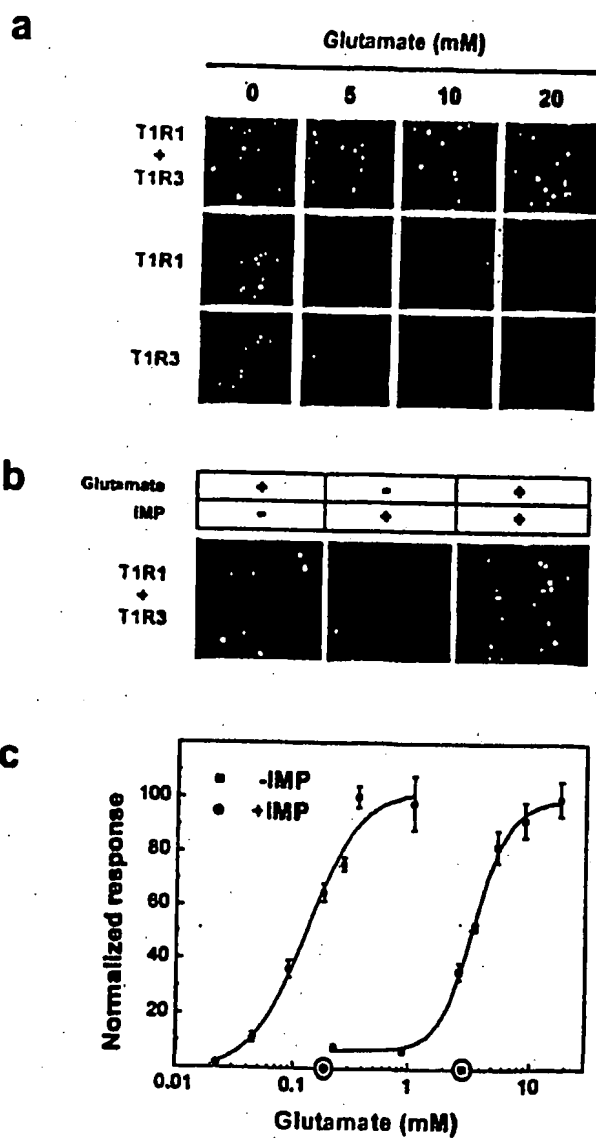 a
Glutamate (mM)
0 5 10 20
T1R1
+
T1R3
T1R1
T1R3
b
Glutamate + - +
IMP - + +
T1R1
+
T1R3
c
-IMP
+IMP
100
80
60
40
20
Normalized response
0.01 0.1 1 10
Glutamate (mM)